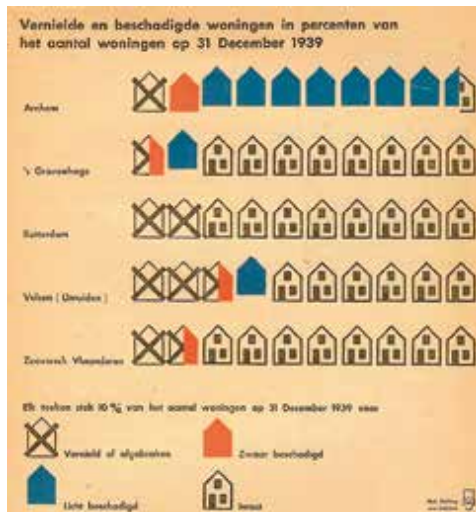 Vernielde en beschadigde woningen in percenten van
het aantal woningen op 31 December 1939
Arnhem
's Gravenhage
Rotterdam
Velsen (IJmuiden)
Zeeuwsch Vlaanderen
Elk teeken stelt 10% van het aantal woningen op 31 December 1939 voor
Vernield of afgebroken
Zwaar beschadigd
Licht beschadigd
Intact